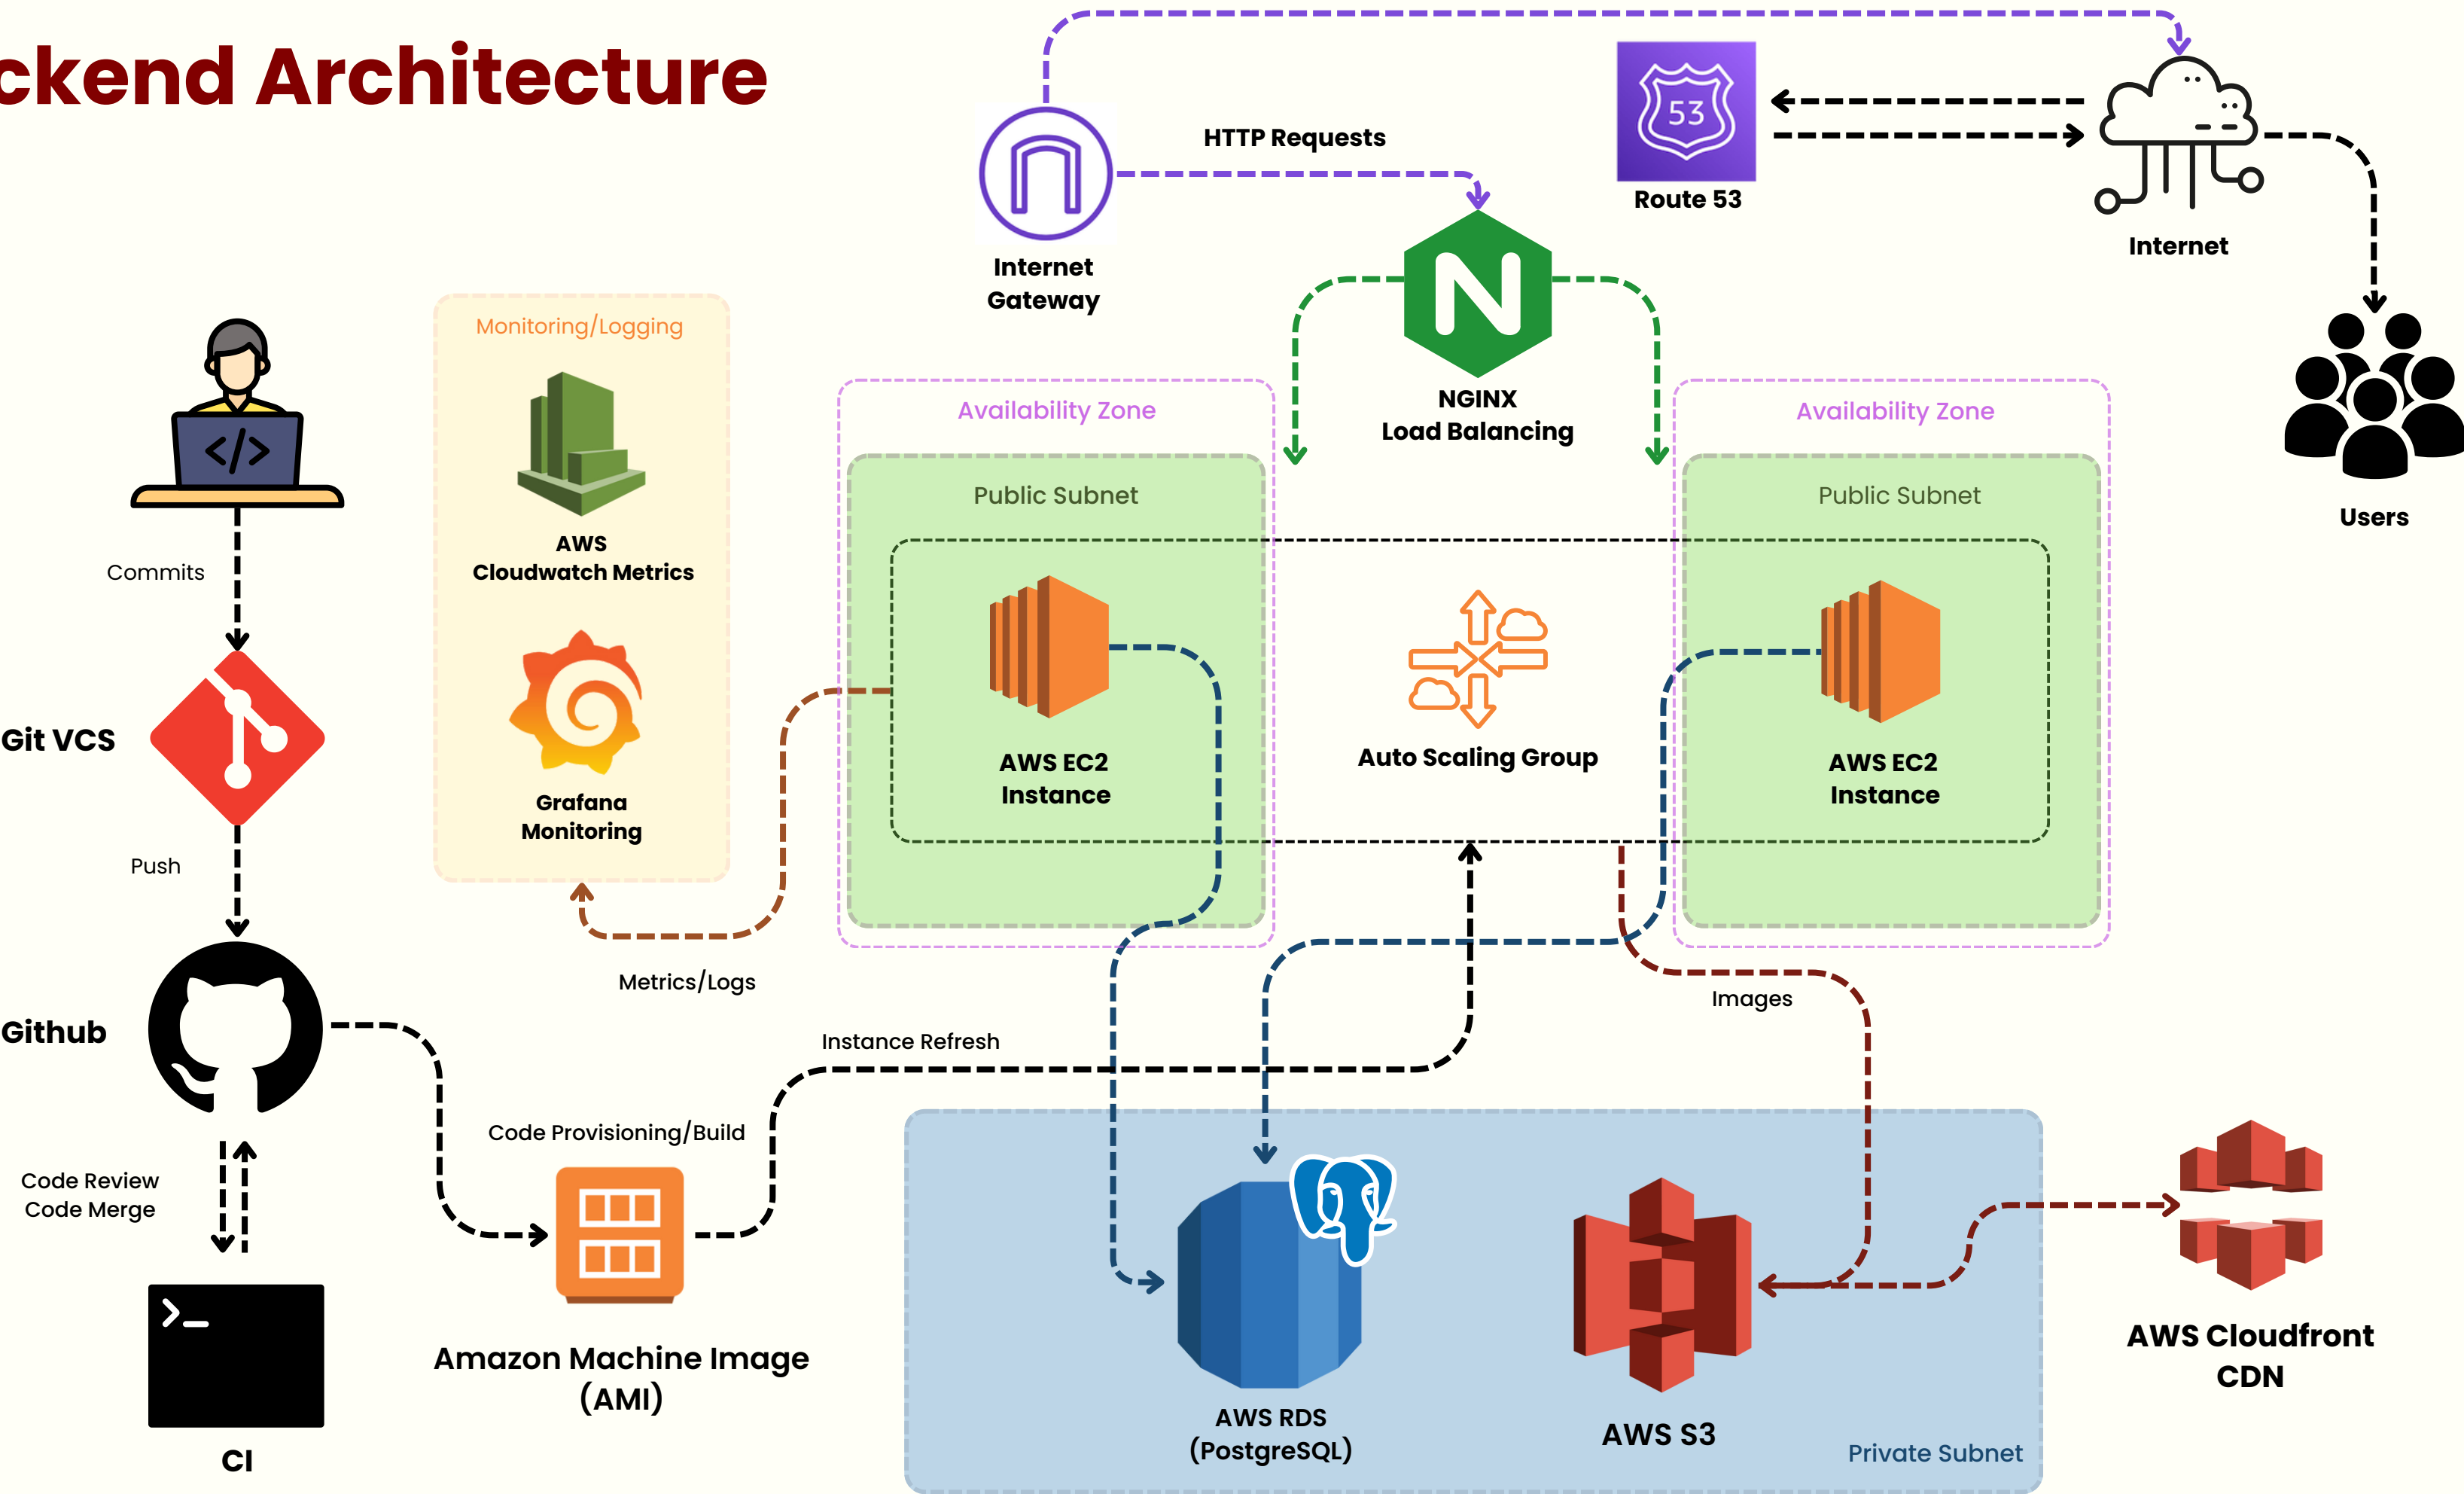 ckend Architecture
53
Route 53
HTTP Requests
Internet
Gateway
Internet
Users
NGINX
Load Balancing
Monitoring/Logging
AWS
Cloudwatch Metrics
Grafana
Monitoring
Metrics/Logs
Availability Zone
Public Subnet
AWS EC2
Instance
Auto Scaling Group
Availability Zone
Public Subnet
AWS EC2
Instance
</>
Commits
Git VCS
Push
Github
Code Review
Code Merge
CI
Code Provisioning/Build
Amazon Machine Image
(AMI)
Instance Refresh
Images
AWS RDS
(PostgreSQL)
AWS S3
Private Subnet
AWS Cloudfront
CDN